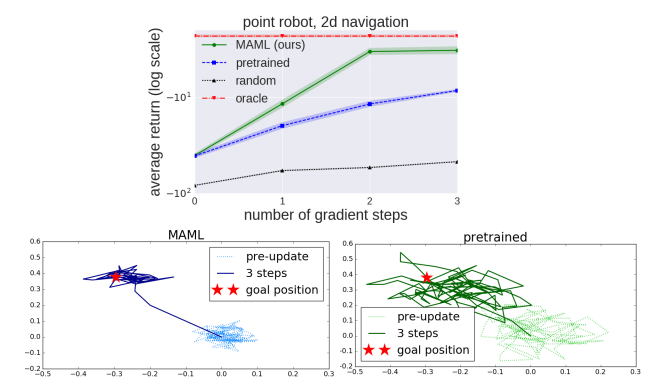 point robot, 2d navigation
average return (log scale)
MAML (ours)
pretrained
random
oracle
−10¹
−10²
0 1 2 3
number of gradient steps
MAML
0.6
0.5
0.4
0.3
0.2
0.1
0.0
−0.1
−0.2
−0.5 −0.4 −0.3 −0.2 −0.1 0.0 0.1 0.2 0.3
pre-update
3 steps
goal position
pretrained
0.6
0.5
0.4
0.3
0.2
0.1
0.0
−0.1
−0.2
−0.5 −0.4 −0.3 −0.2 −0.1 0.0 0.1 0.2 0.3
pre-update
3 steps
goal position